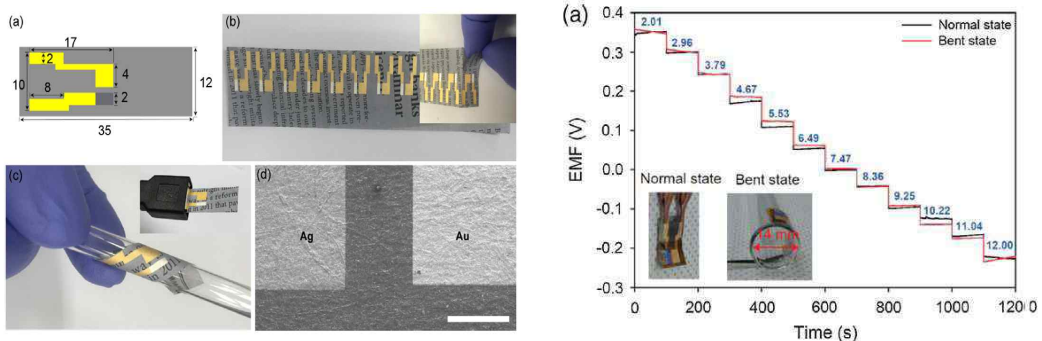 (a)
17
2
4
10
8
2
12
35
(b)
(c)
(d)
Ag
Au
(a)
EMF (V)
0.4
0.3
0.2
0.1
0.0
-0.1
-0.2
-0.3
2.01
2.96
3.79
4.67
5.53
6.49
7.47
8.36
9.25
10.22
11.04
12.00
Normal state
Bent state
Normal state
Bent state
14 mm
0 200 400 600 800 1000 1200
Time (s)